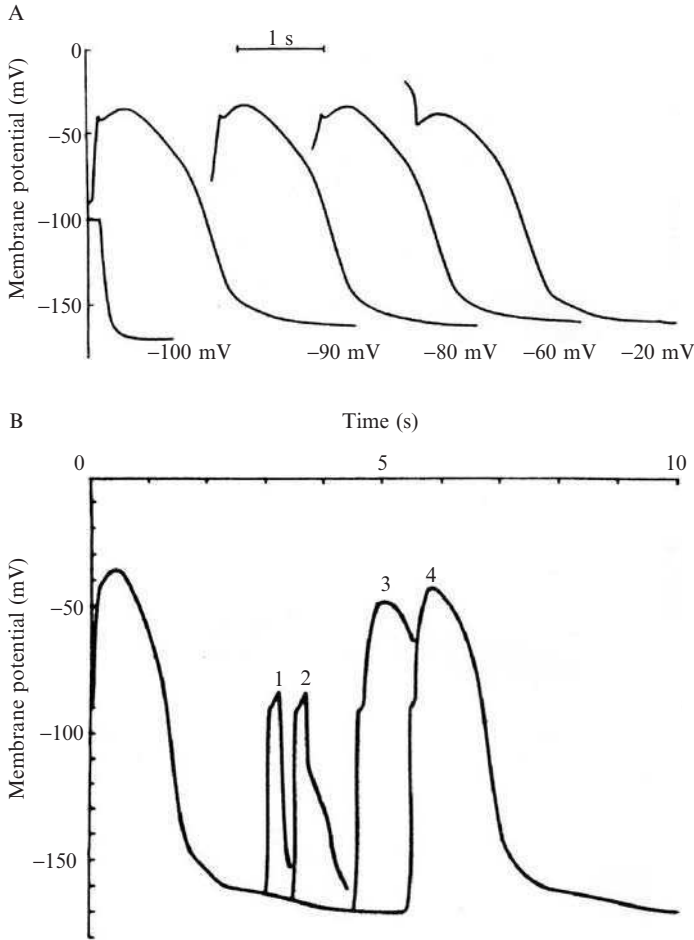 A
1 s
0
−50
−100
−150
Membrane potential (mV)
−100 mV −90 mV −80 mV −60 mV −20 mV
B
Time (s)
0 5 10
−50
−100
−150
Membrane potential (mV)
1 2 3 4